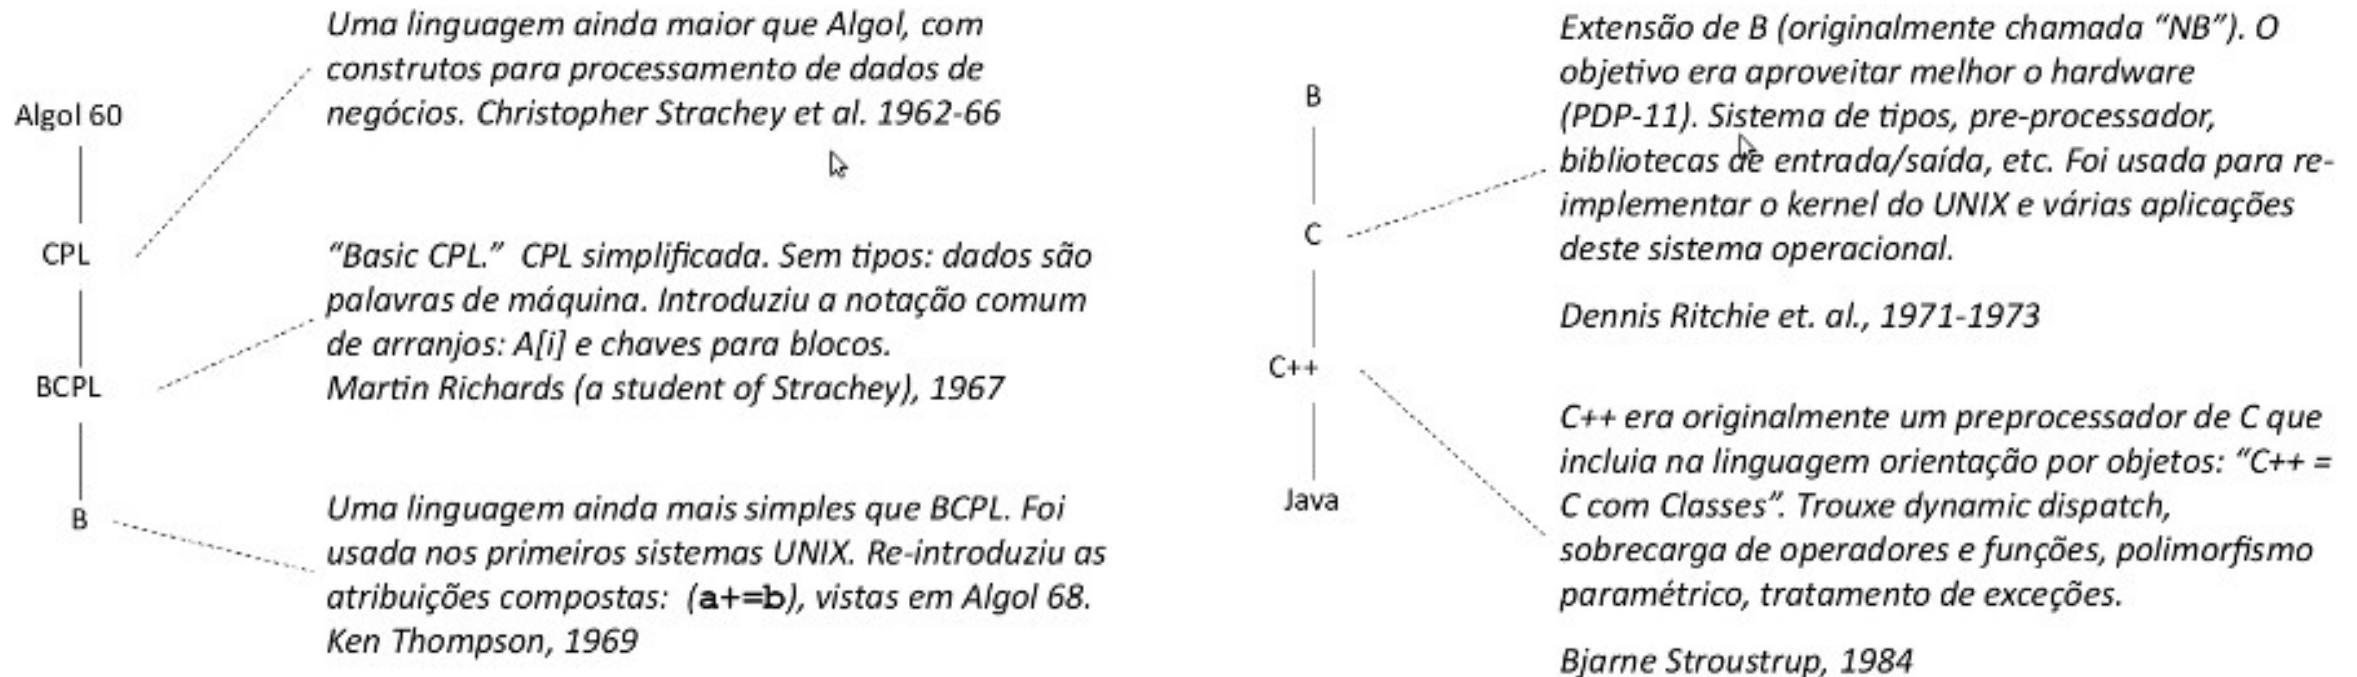 Algol 60
CPL
BCPL
B
Uma linguagem ainda maior que Algol, com
construtos para processamento de dados de
negócios. Christopher Strachey et al. 1962-66
“Basic CPL.” CPL simplificada. Sem tipos: dados são
palavras de máquina. Introduziu a notação comum
de arranjos: A[i] e chaves para blocos.
Martin Richards (a student of Strachey), 1967
Uma linguagem ainda mais simples que BCPL. Foi
usada nos primeiros sistemas UNIX. Re-introduziu as
atribuições compostas: (a+=b), vistas em Algol 68.
Ken Thompson, 1969
B
C
C++
Java
Extensão de B (originalmente chamada “NB”). O
objetivo era aproveitar melhor o hardware
(PDP-11). Sistema de tipos, pre-processador,
bibliotecas de entrada/saída, etc. Foi usada para re-
implementar o kernel do UNIX e várias aplicações
deste sistema operacional.
Dennis Ritchie et. al., 1971-1973
C++ era originalmente um preprocessador de C que
incluia na linguagem orientação por objetos: “C++ =
C com Classes”. Trouxe dynamic dispatch,
sobrecarga de operadores e funções, polimorfismo
paramétrico, tratamento de exceções.
Bjarne Stroustrup, 1984